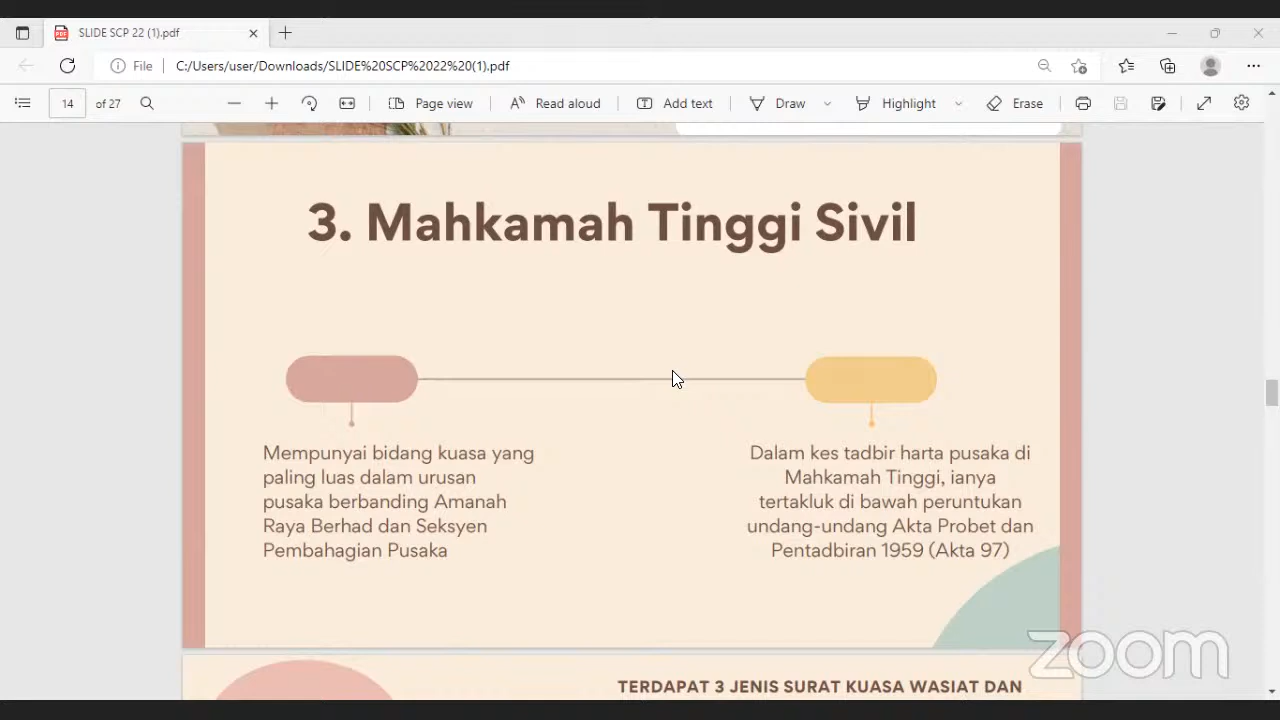 SLIDE SCP 22 (1).pdf
File
C:/Users/user/Downloads/SLIDE%20SCP%2022%20(1).pdf
14 of 27
Page view
Read aloud
Add text
Draw
Highlight
Erase
3. Mahkamah Tinggi Sivil
Mempunyai bidang kuasa yang
paling luas dalam urusan
pusaka berbanding Amanah
Raya Berhad dan Seksyen
Pembahagian Pusaka
Dalam kes tadbir harta pusaka di
Mahkamah Tinggi, ianya
tertakluk di bawah peruntukan
undang-undang Akta Probet dan
Pentadbiran 1959 (Akta 97)
zoom
TERDAPAT 3 JENIS SURAT KUASA WASIAT DAN